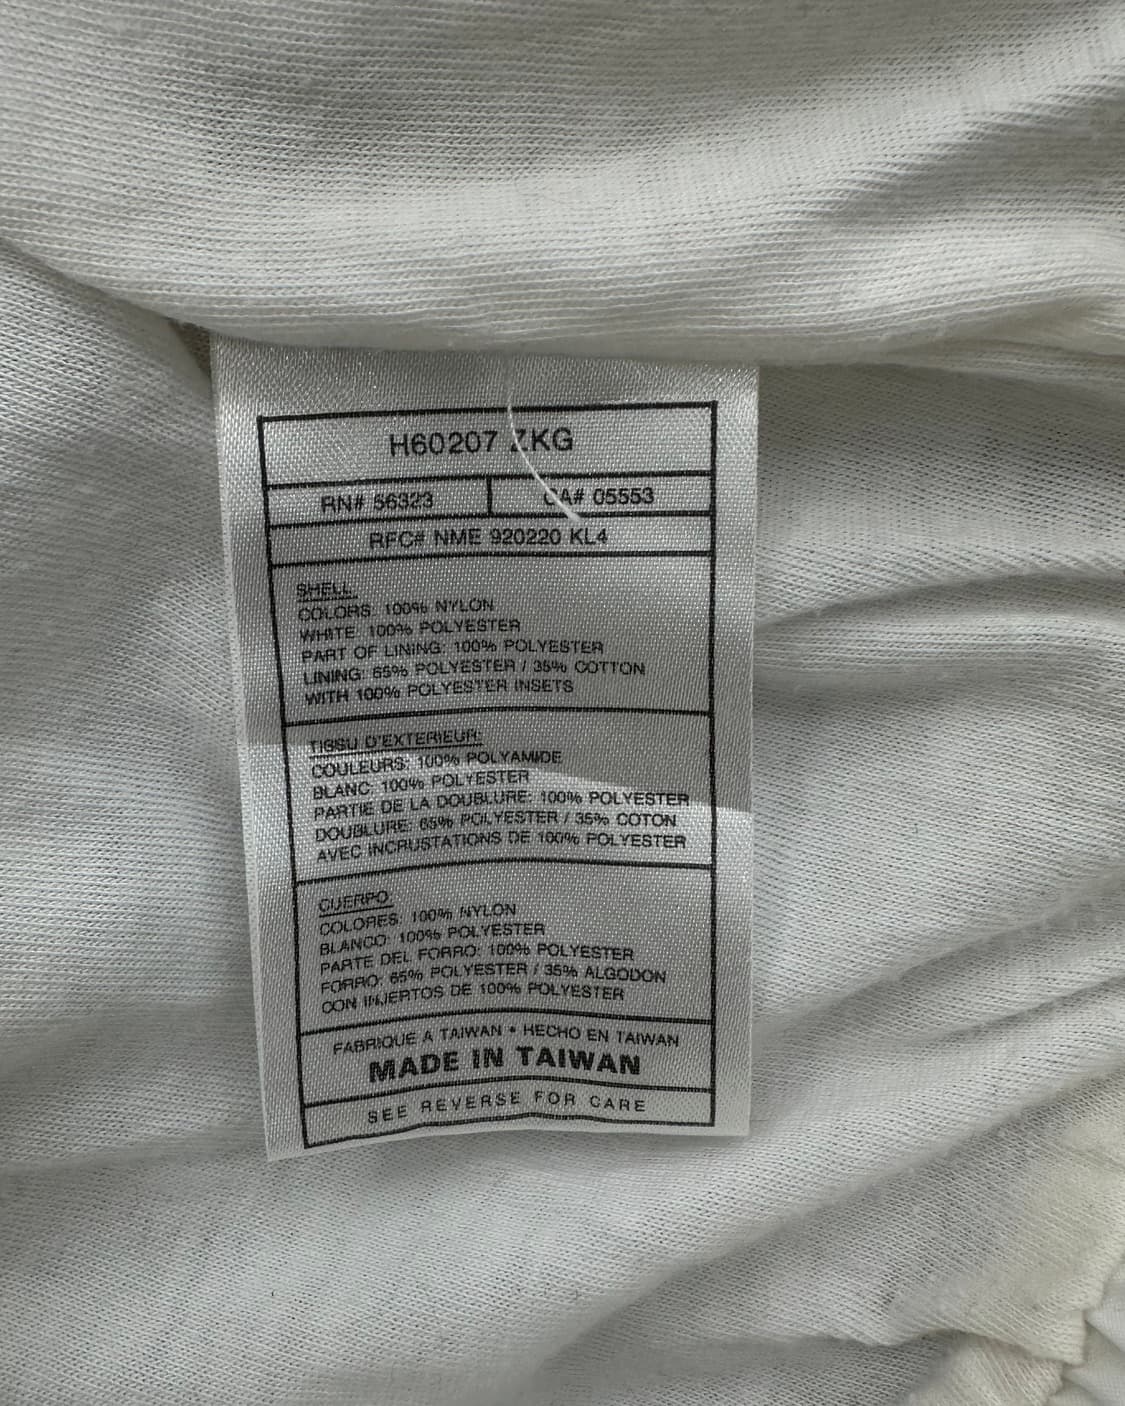 H60207 ZKG
RN# 56323
CA# 05553
RFC# NME 920220 KL4
SHELL:
COLORS: 100% NYLON
WHITE: 100% POLYESTER
PART OF LINING: 100% POLYESTER
LINING: 65% POLYESTER / 35% COTTON
WITH 100% POLYESTER INSETS
TISSU D'EXTERIEUR:
COULEURS: 100% POLYAMIDE
BLANC: 100% POLYESTER
PARTIE DE LA DOUBLURE: 100% POLYESTER
DOUBLURE: 65% POLYESTER / 35% COTON
AVEC INCRUSTATIONS DE 100% POLYESTER
CUERPO:
COLORES: 100% NYLON
BLANCO: 100% POLYESTER
PARTE DEL FORRO: 100% POLYESTER
FORRO: 65% POLYESTER / 35% ALGODON
CON INJERTOS DE 100% POLYESTER
FABRIQUE A TAIWAN • HECHO EN TAIWAN
MADE IN TAIWAN
SEE REVERSE FOR CARE